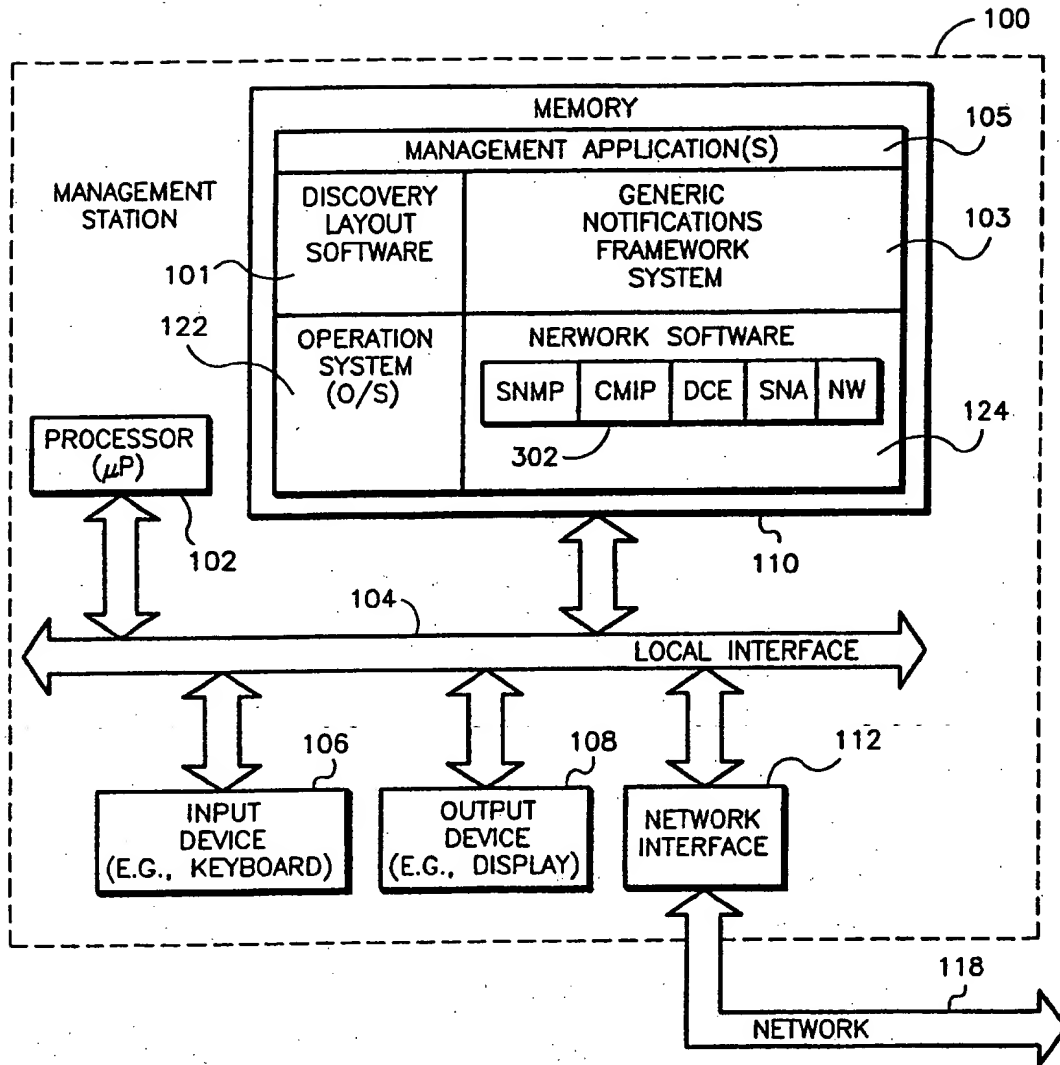 100
MEMORY
MANAGEMENT APPLICATION(S)
105
MANAGEMENT
STATION
DISCOVERY
LAYOUT
SOFTWARE
GENERIC
NOTIFICATIONS
FRAMEWORK
SYSTEM
103
101
122
OPERATION
SYSTEM
(O/S)
NERWORK SOFTWARE
SNMP CMIP DCE SNA NW
302
124
PROCESSOR
(μP)
102
110
104
LOCAL INTERFACE
106
108
112
INPUT
DEVICE
(E.G., KEYBOARD)
OUTPUT
DEVICE
(E.G., DISPLAY)
NETWORK
INTERFACE
118
NETWORK